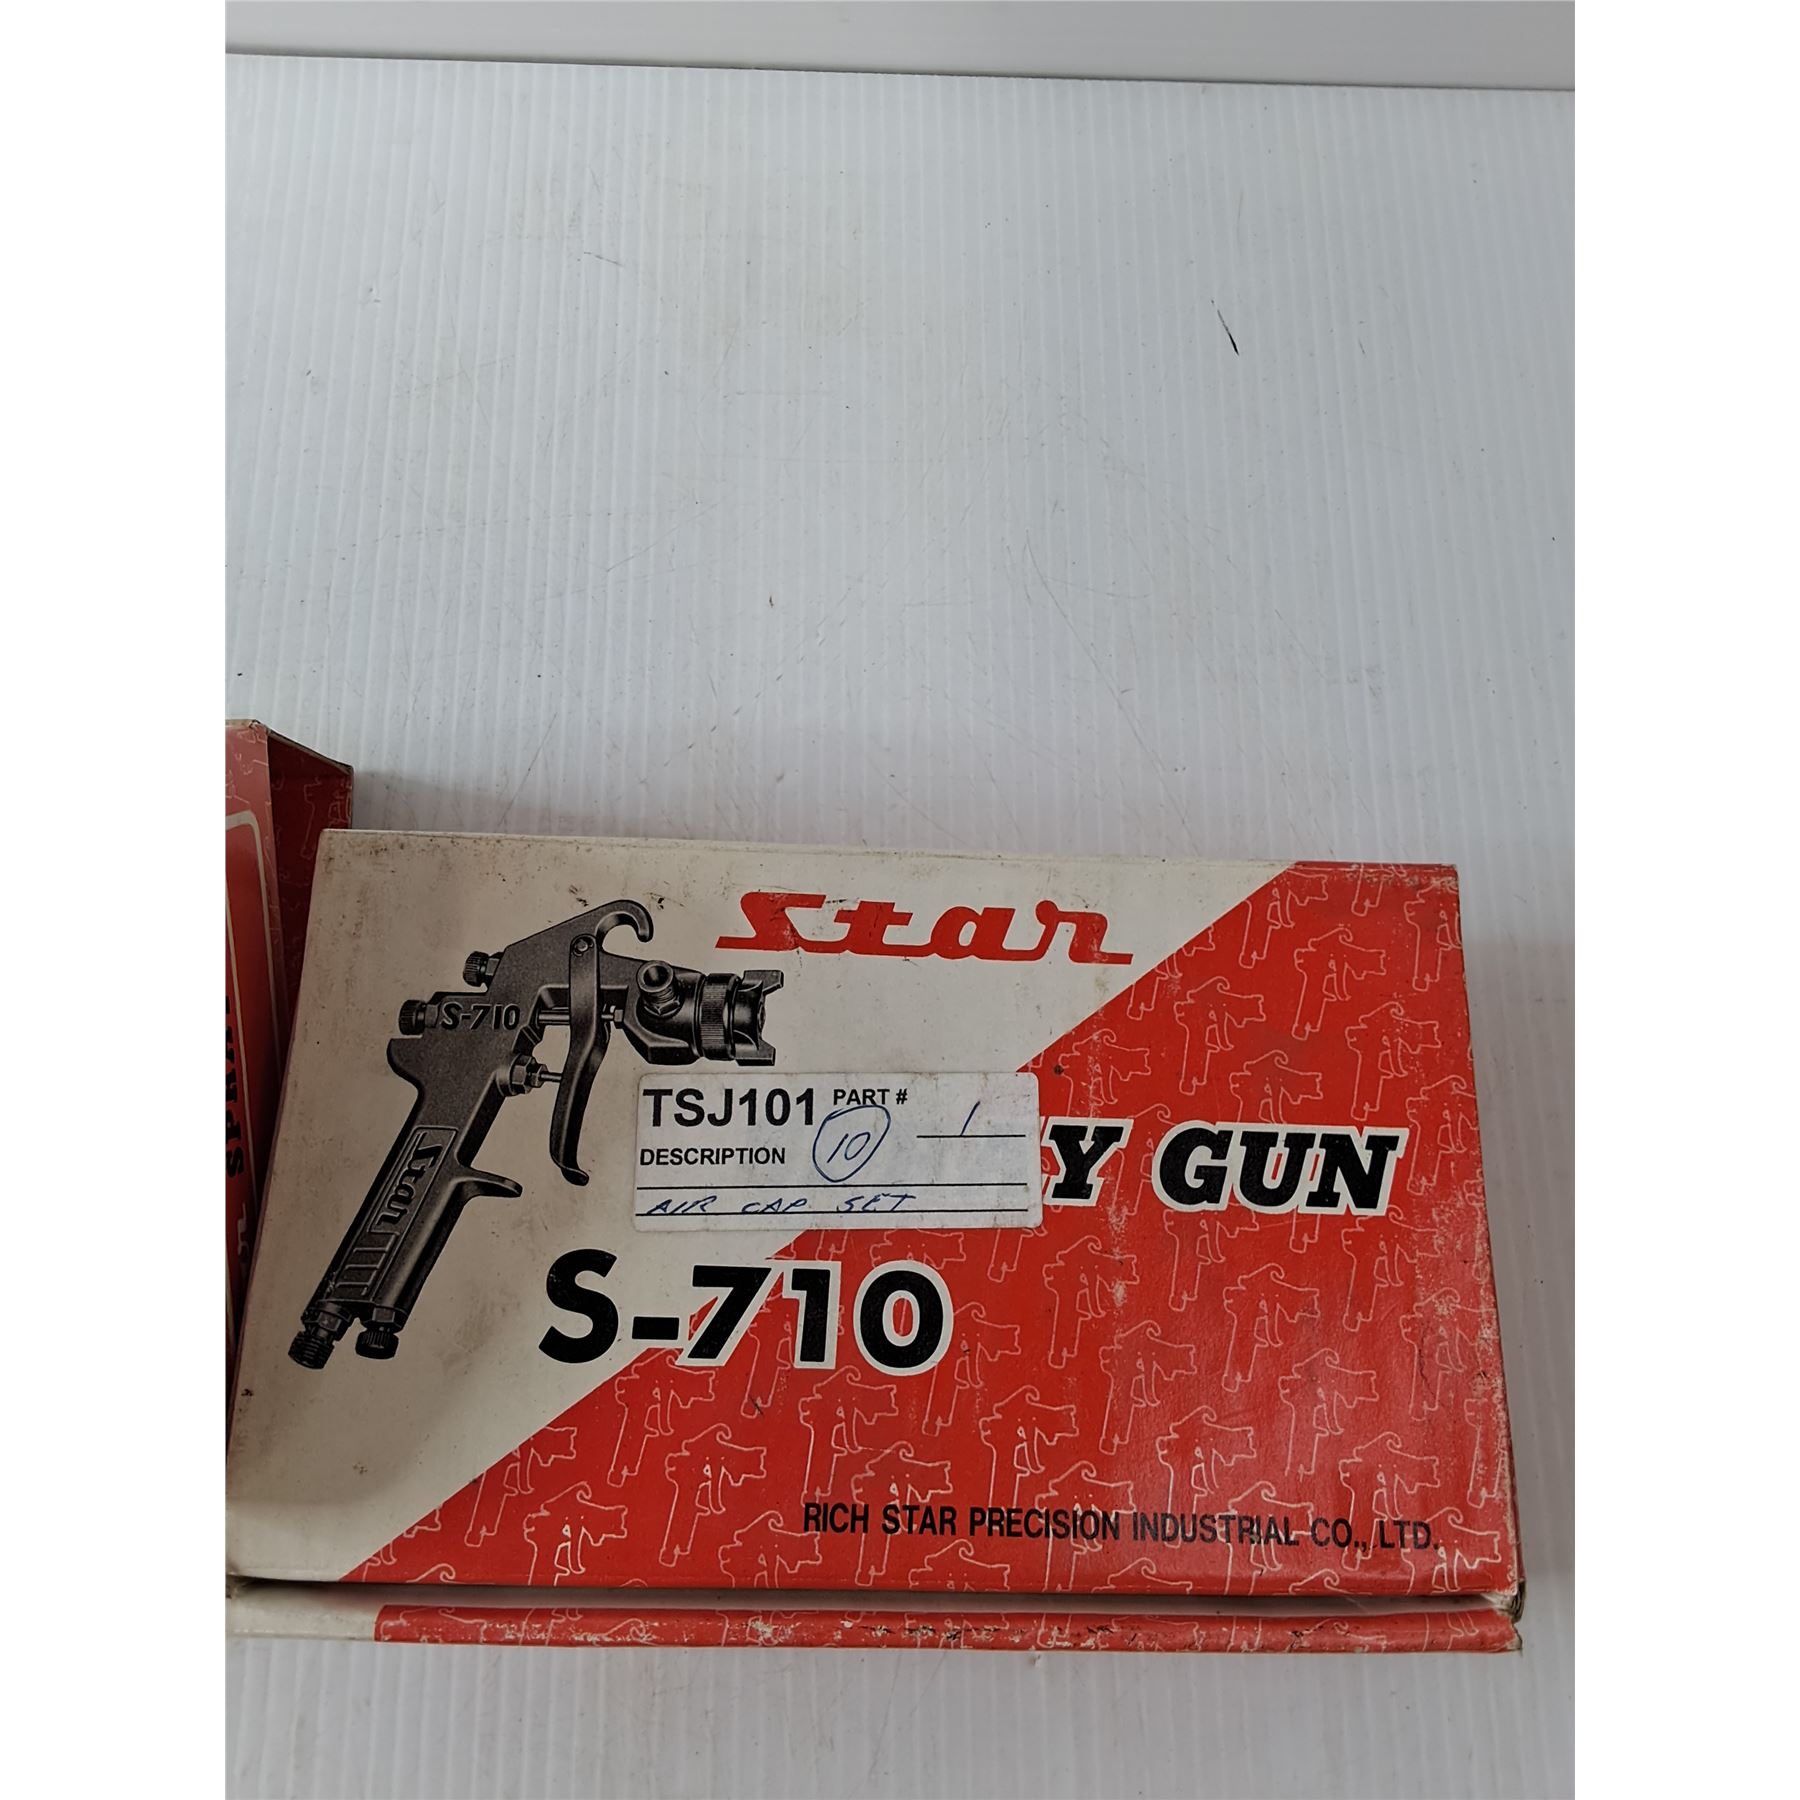 Star
S-710
Star
TSJ101 PART # 1
10
DESCRIPTION
AIR CAP SET
Y GUN
S-710
RICH STAR PRECISION INDUSTRIAL CO., LTD.